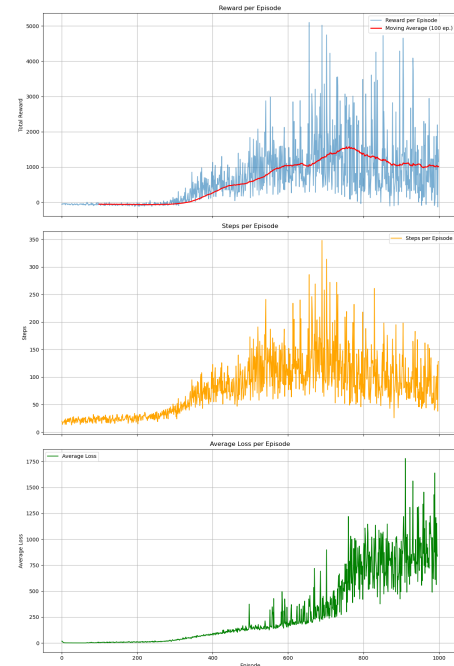 Reward per Episode
Reward per Episode
Moving Average (100 ep.)
Total Reward
5000
4000
3000
2000
1000
0
Steps per Episode
Steps per Episode
Steps
350
300
250
200
150
100
50
0
Average Loss per Episode
Average Loss
Average Loss
1750
1500
1250
1000
750
500
250
0
0 200 400 600 800 1000
Episode